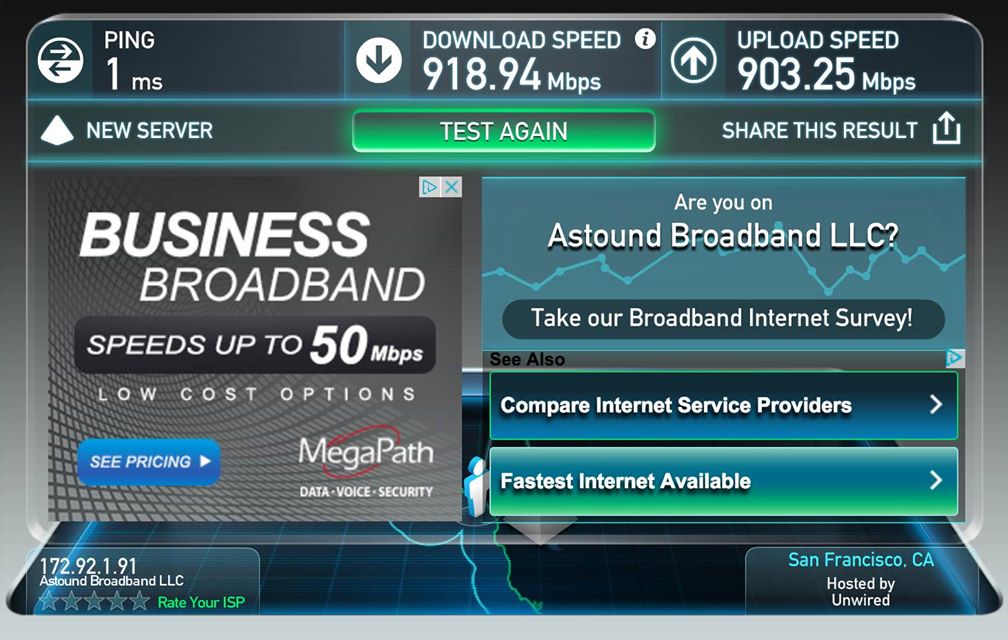 PING
1 ms
DOWNLOAD SPEED i
918.94 Mbps
UPLOAD SPEED
903.25 Mbps
NEW SERVER
TEST AGAIN
SHARE THIS RESULT
BUSINESS
BROADBAND
SPEEDS UP TO 50 Mbps
LOW COST OPTIONS
SEE PRICING
MegaPath
DATA · VOICE · SECURITY
Are you on
Astound Broadband LLC?
Take our Broadband Internet Survey!
See Also
Compare Internet Service Providers
Fastest Internet Available
172.92.1.91
Astound Broadband LLC
Rate Your ISP
San Francisco, CA
Hosted by
Unwired